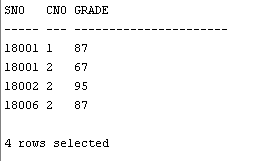 SNO CNO GRADE
----- --- ----------------------
18001 1 87
18001 2 67
18002 2 95
18006 2 87
4 rows selected